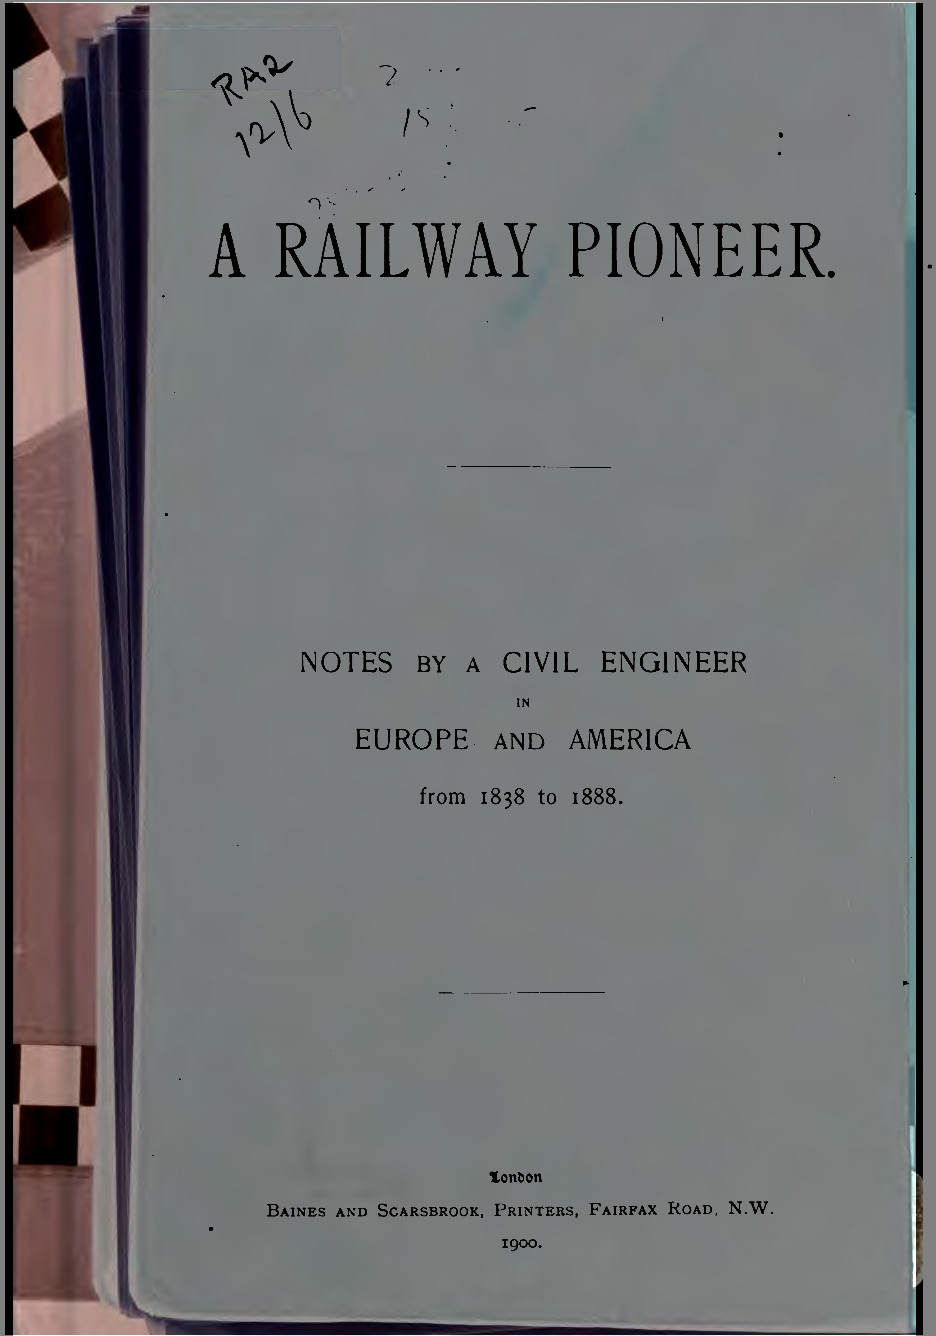 RAR
12/6
A RAILWAY PIONEER.
NOTES BY A CIVIL ENGINEER
IN
EUROPE AND AMERICA
from 1838 to 1888.
London
BAINES AND SCARSBROOK, PRINTERS, FAIRFAX ROAD, N.W.
1900.